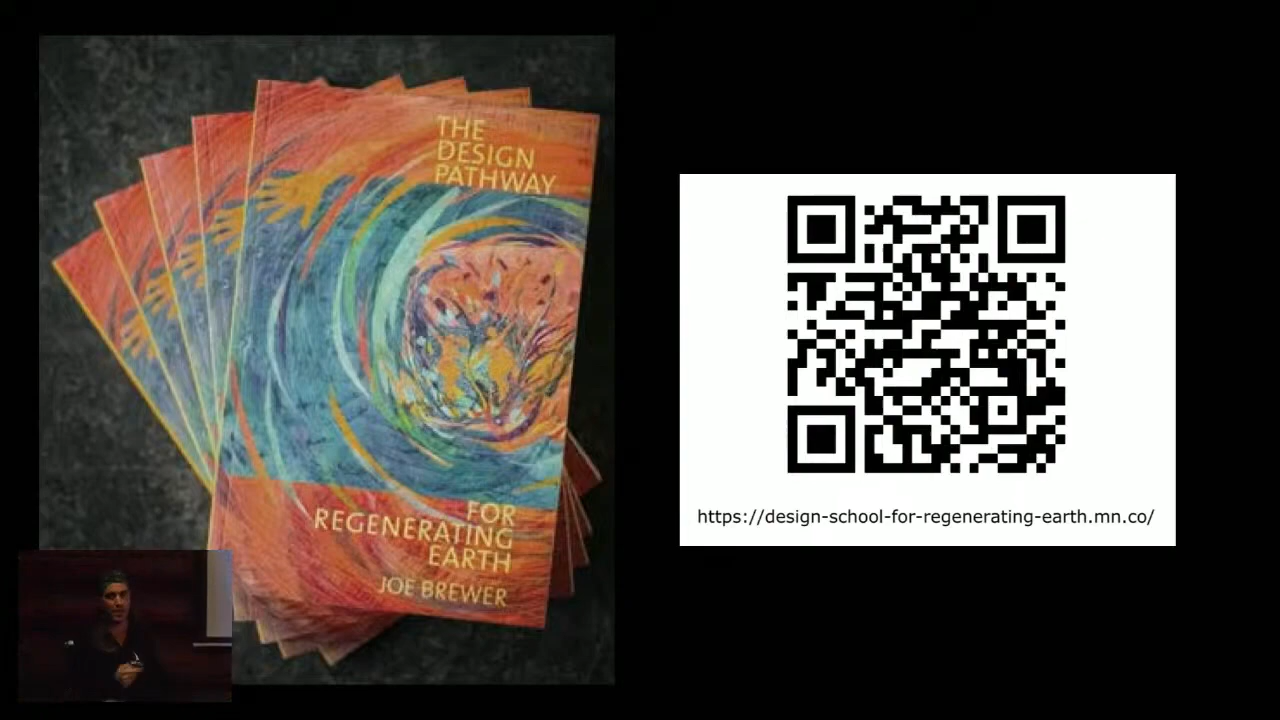 THE
DESIGN
PATHWAY
FOR
REGENERATING
EARTH
JOE BREWER
https://design-school-for-regenerating-earth.mn.co/